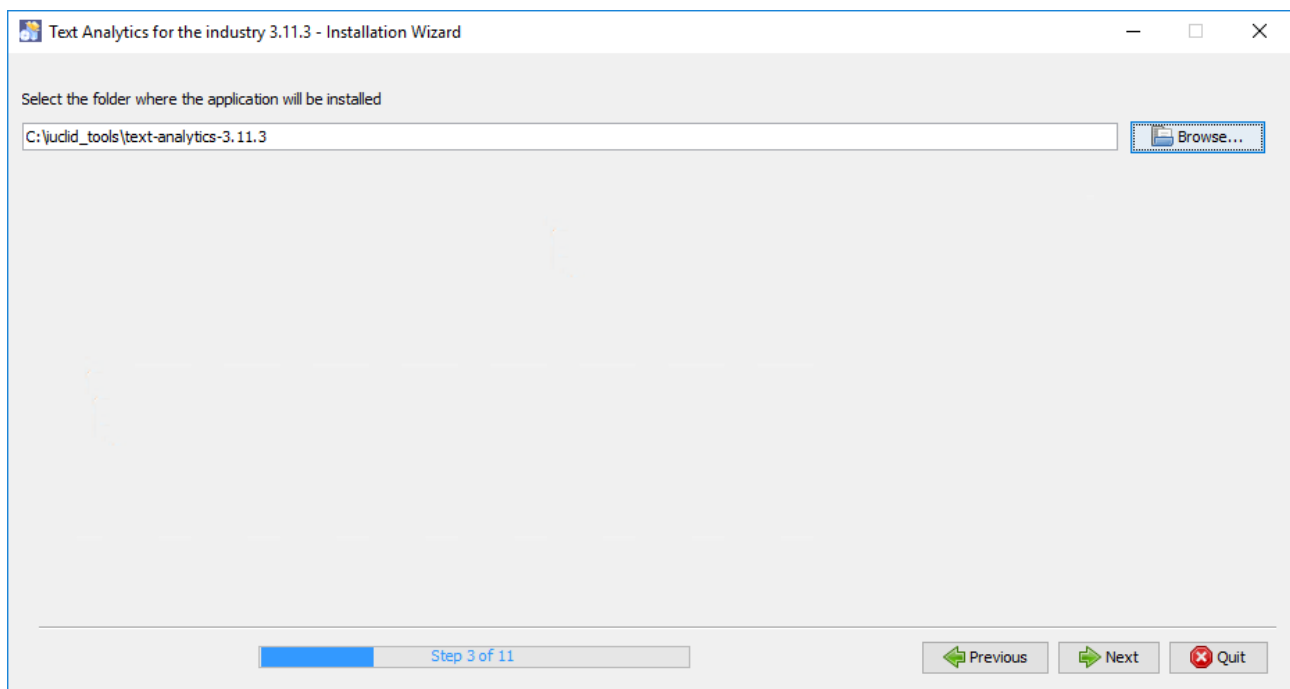 Text Analytics for the industry 3.11.3 - Installation Wizard
Select the folder where the application will be installed
C:\iuclid_tools\text-analytics-3.11.3
Browse...
Step 3 of 11
Previous
Next
Quit